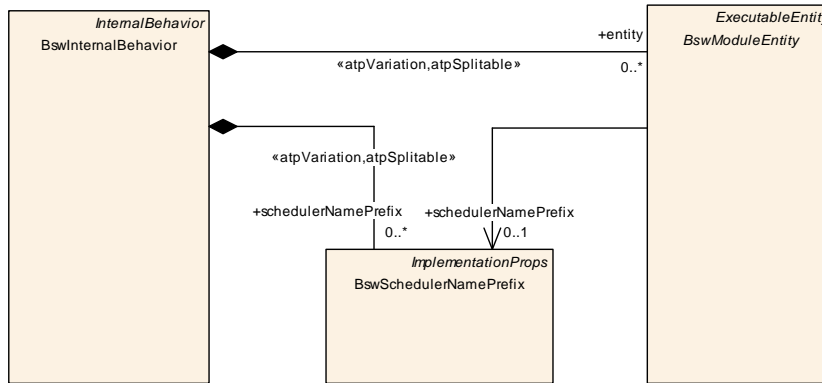 InternalBehavior
BswInternalBehavior
ExecutableEntity
BswModuleEntity
+entity
«atpVariation,atpSplitable»
0..*
«atpVariation,atpSplitable»
+schedulerNamePrefix
0..*
+schedulerNamePrefix
0..1
ImplementationProps
BswSchedulerNamePrefix